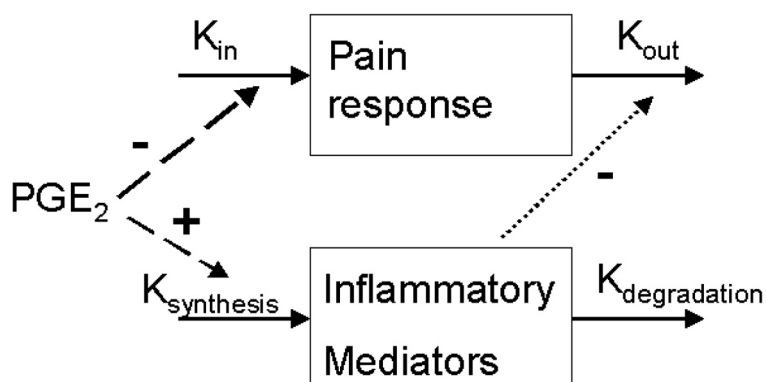 K_in
Pain
response
K_out
-
-
PGE₂
+
K_synthesis
Inflammatory
Mediators
K_degradation